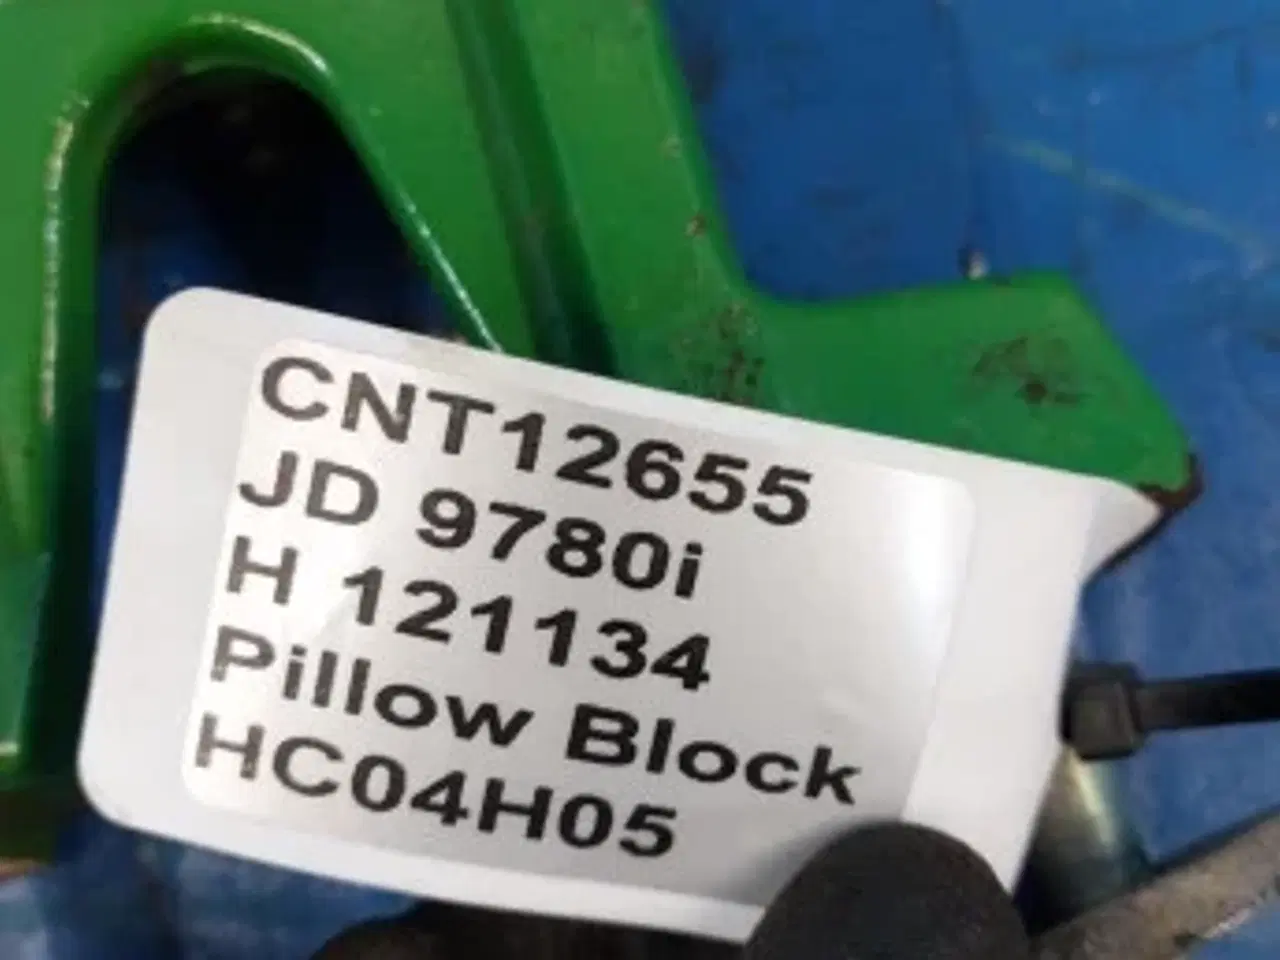 CNT12655
JD 9780i
H 121134
Pillow Block
HC04H05